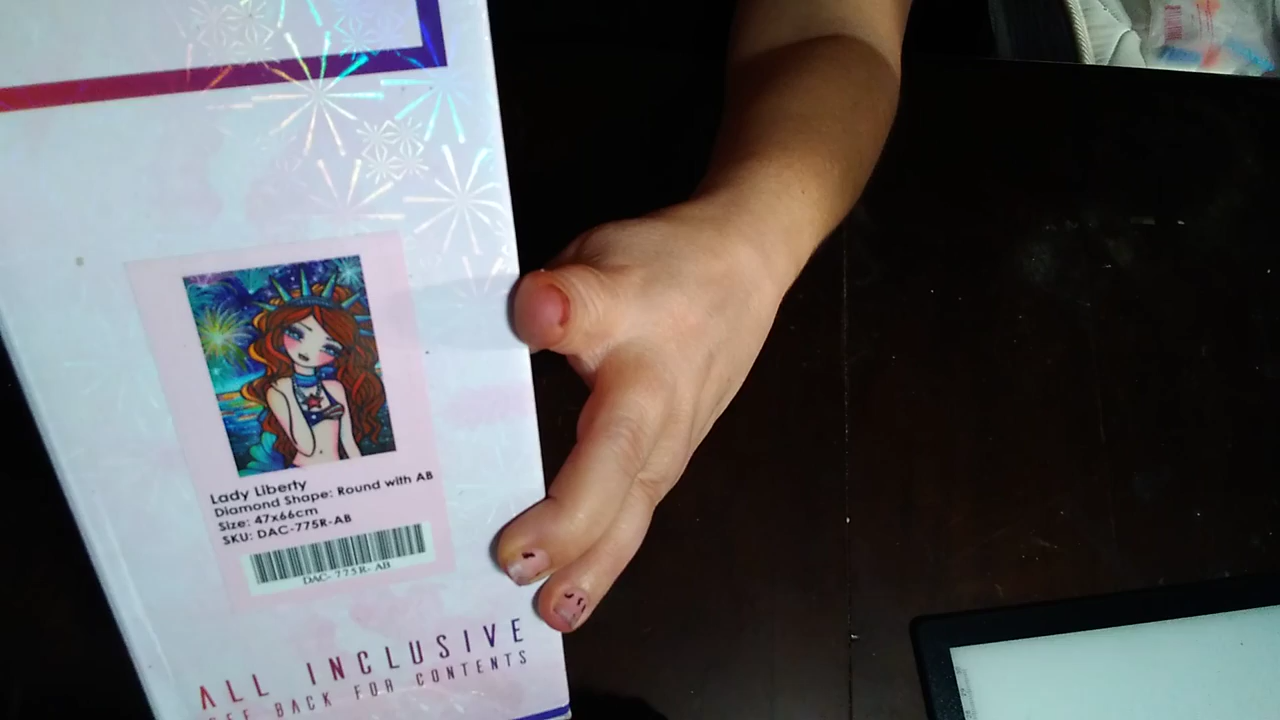 Lady Liberty
Diamond Shape: Round with AB
Size: 47x66cm
SKU: DAC-775R-AB
DAC-775R-AB
ALL INCLUSIVE
SEE BACK FOR CONTENTS